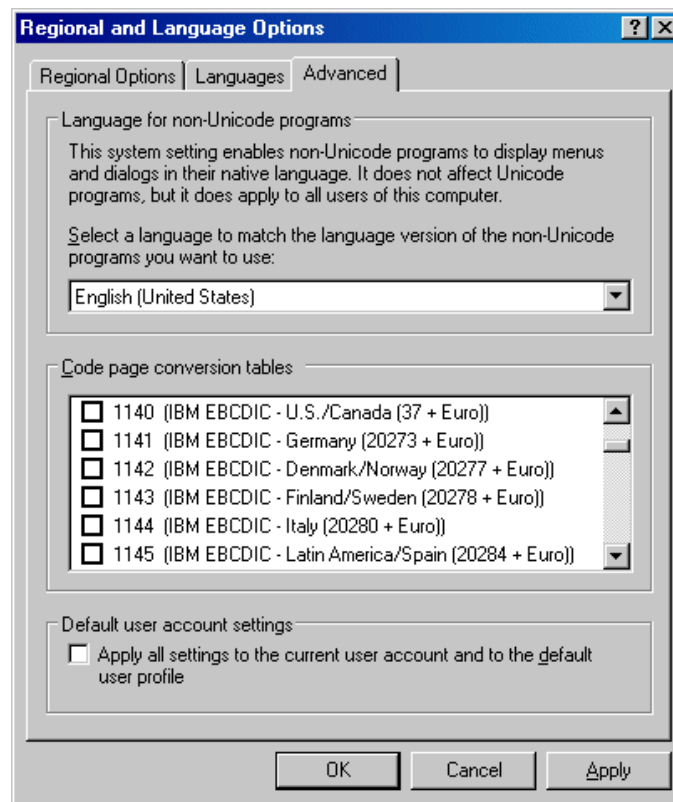 Regional and Language Options
Regional Options Languages Advanced
Language for non-Unicode programs
This system setting enables non-Unicode programs to display menus
and dialogs in their native language. It does not affect Unicode
programs, but it does apply to all users of this computer.
Select a language to match the language version of the non-Unicode
programs you want to use:
English (United States)
Code page conversion tables
1140 (IBM EBCDIC - U.S./Canada (37 + Euro))
1141 (IBM EBCDIC - Germany (20273 + Euro))
1142 (IBM EBCDIC - Denmark/Norway (20277 + Euro))
1143 (IBM EBCDIC - Finland/Sweden (20278 + Euro))
1144 (IBM EBCDIC - Italy (20280 + Euro))
1145 (IBM EBCDIC - Latin America/Spain (20284 + Euro))
Default user account settings
Apply all settings to the current user account and to the default
user profile
OK Cancel Apply